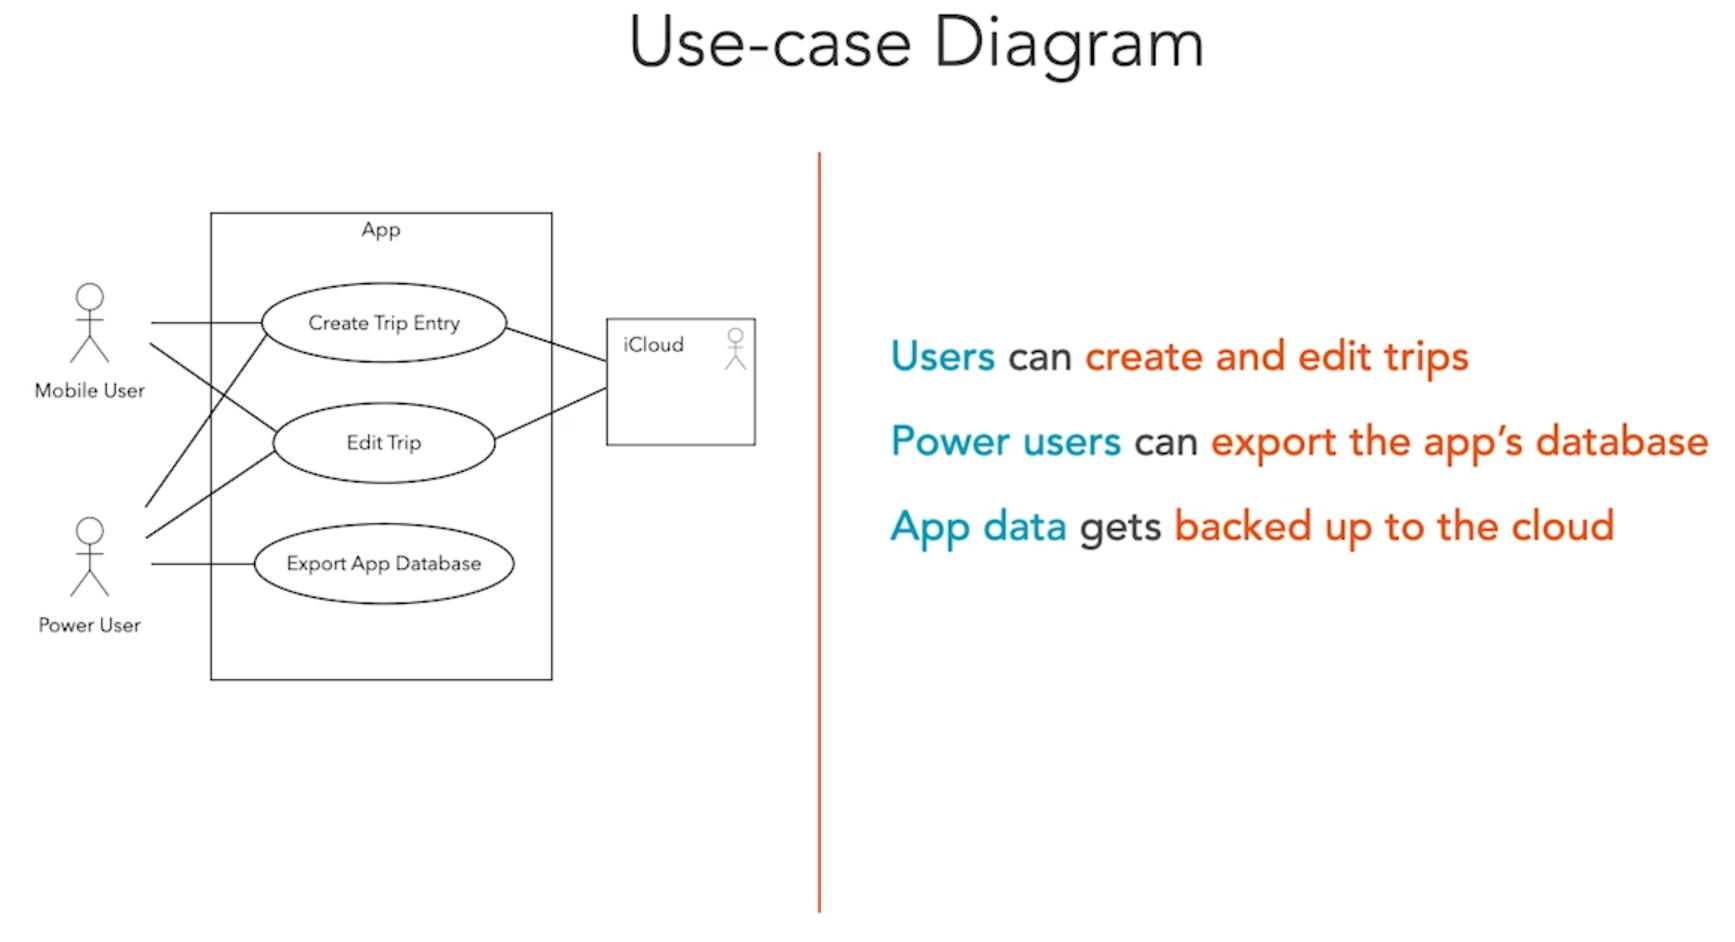 Use-case Diagram
App
Create Trip Entry
Edit Trip
Export App Database
Mobile User
Power User
iCloud
Users can create and edit trips
Power users can export the app’s database
App data gets backed up to the cloud